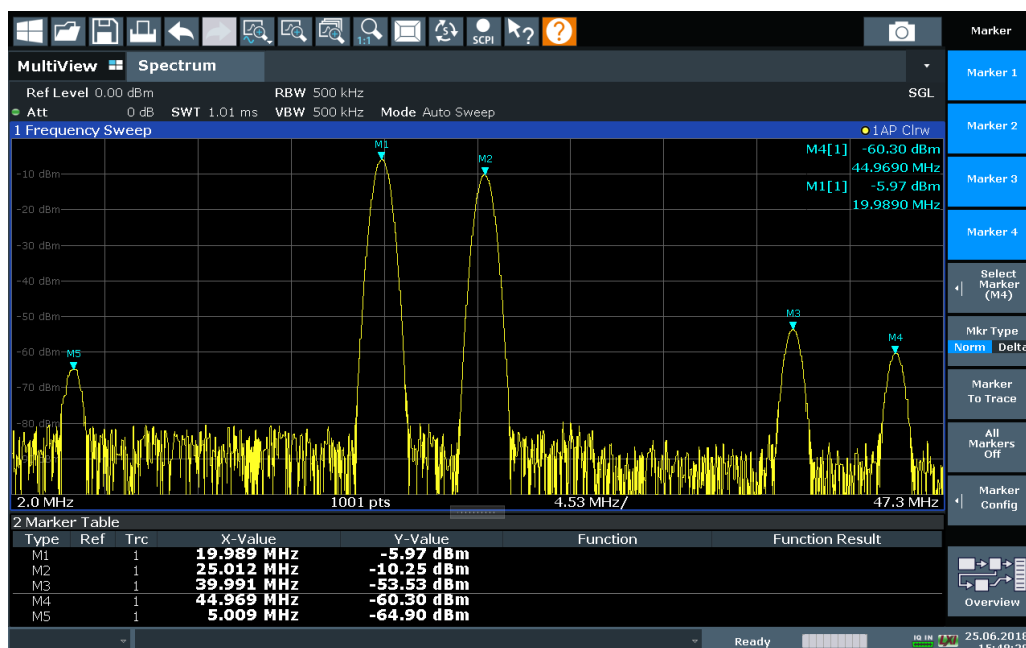 1:1 S SCPI ? ? Marker
MultiView Spectrum
Marker 1
Ref Level 0.00 dBm RBW 500 kHz SGL
Att 0 dB SWT 1.01 ms VBW 500 kHz Mode Auto Sweep
1 Frequency Sweep 1AP Clrw
Marker 2
M1
M4[1] -60.30 dBm
M2
44.9690 MHz
-10 dBm
M1[1] -5.97 dBm
Marker 3
19.9890 MHz
-20 dBm
Marker 4
-30 dBm
-40 dBm
Select
Marker
(M4)
-50 dBm
M3
Mkr Type
M4
Norm Delta
-60 dBm
M5
-70 dBm
Marker
To Trace
-80 dBm
All
Markers
Off
2.0 MHz 1001 pts 4.53 MHz/ 47.3 MHz
Marker
Config
2 Marker Table
Type Ref Trc X-Value Y-Value Function Function Result
M1 1 19.989 MHz -5.97 dBm
M2 1 25.012 MHz -10.25 dBm
M3 1 39.991 MHz -53.53 dBm
M4 1 44.969 MHz -60.30 dBm
M5 1 5.009 MHz -64.90 dBm
Overview
Ready IQ IN LXI 25.06.2018